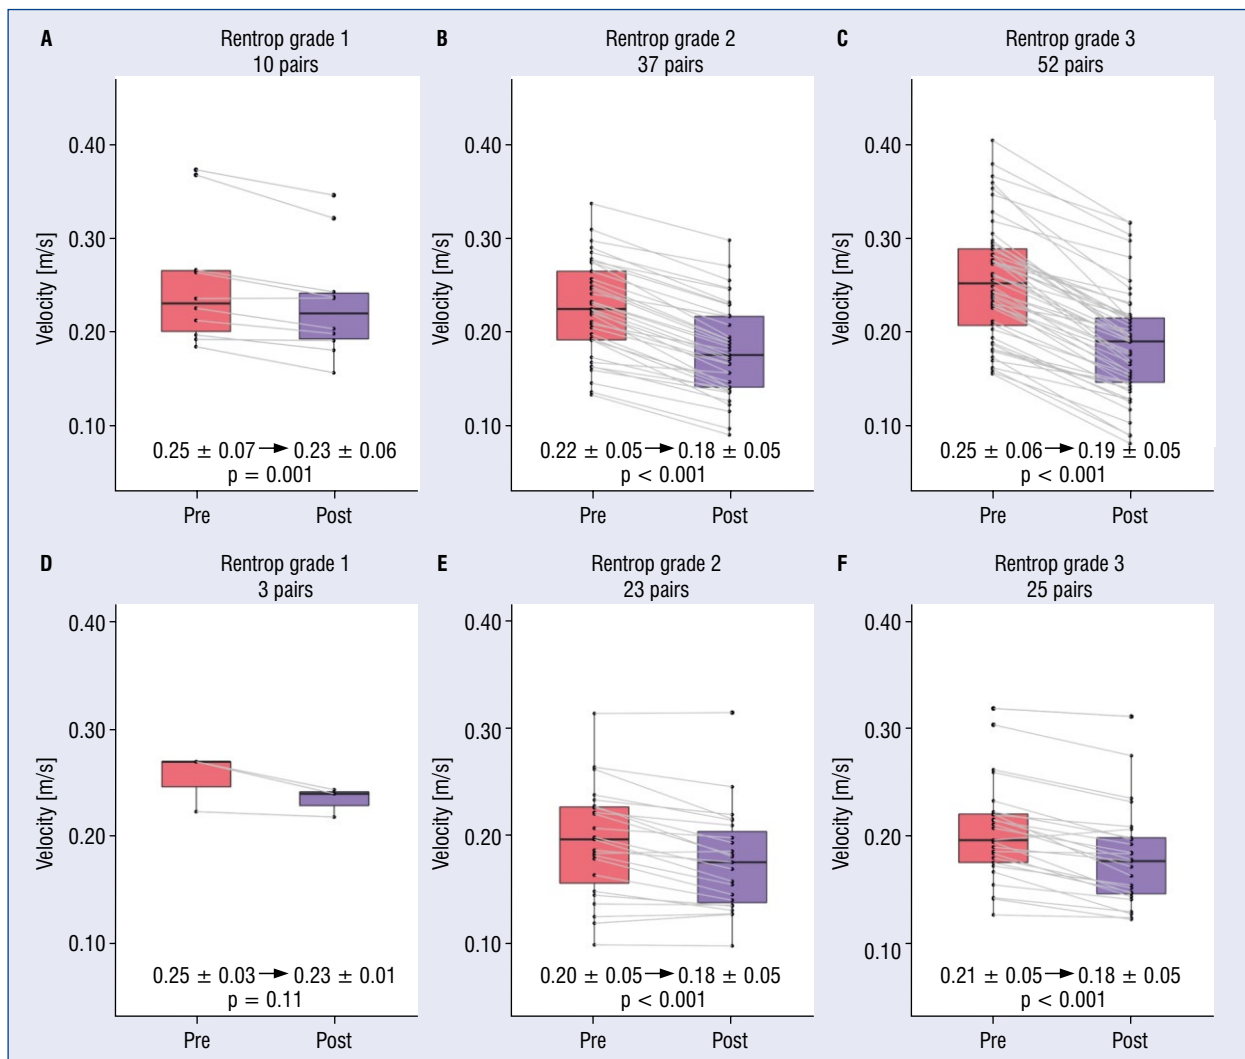 A
Rentrop grade 1
10 pairs
Velocity [m/s]
0.40
0.30
0.20
0.10
0.25 ± 0.07 → 0.23 ± 0.06
p = 0.001
Pre
Post
B
Rentrop grade 2
37 pairs
Velocity [m/s]
0.40
0.30
0.20
0.10
0.22 ± 0.05 → 0.18 ± 0.05
p < 0.001
Pre
Post
C
Rentrop grade 3
52 pairs
Velocity [m/s]
0.40
0.30
0.20
0.10
0.25 ± 0.06 → 0.19 ± 0.05
p < 0.001
Pre
Post
D
Rentrop grade 1
3 pairs
Velocity [m/s]
0.40
0.30
0.20
0.10
0.25 ± 0.03 → 0.23 ± 0.01
p = 0.11
Pre
Post
E
Rentrop grade 2
23 pairs
Velocity [m/s]
0.40
0.30
0.20
0.10
0.20 ± 0.05 → 0.18 ± 0.05
p < 0.001
Pre
Post
F
Rentrop grade 3
25 pairs
Velocity [m/s]
0.40
0.30
0.20
0.10
0.21 ± 0.05 → 0.18 ± 0.05
p < 0.001
Pre
Post